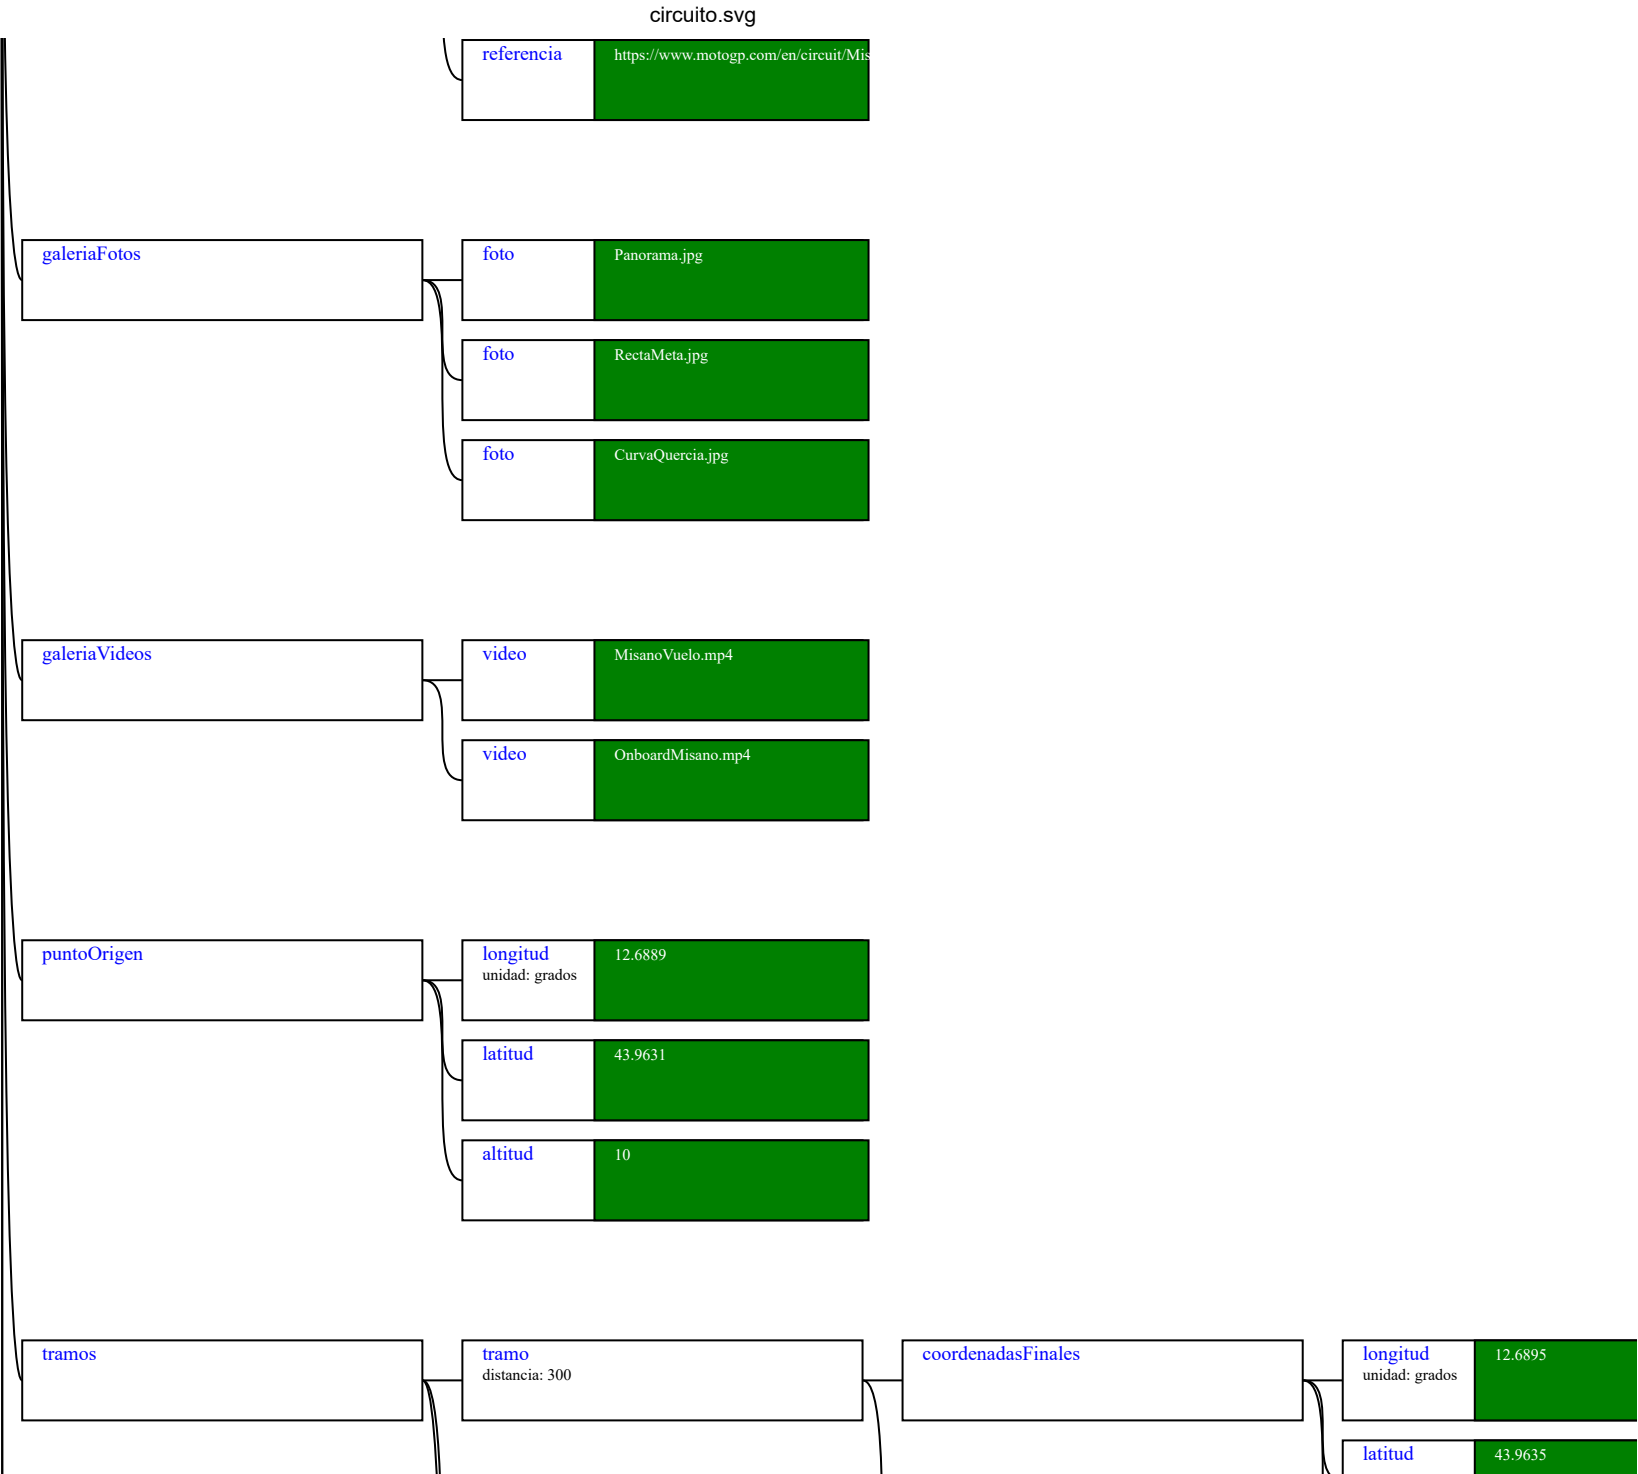 circuito.svg
referencia
https://www.motogp.com/en/circuit/Mis
galeriaFotos
foto
Panorama.jpg
foto
RectaMeta.jpg
foto
CurvaQuercia.jpg
galeriaVideos
video
MisanoVuelo.mp4
video
OnboardMisano.mp4
puntoOrigen
longitud
unidad: grados
12.6889
latitud
43.9631
altitud
10
tramos
tramo
distancia: 300
coordenadasFinales
longitud
unidad: grados
12.6895
latitud
43.9635